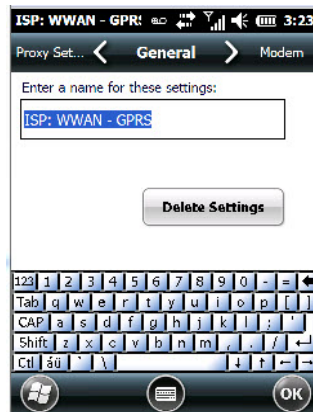 ISP: WWAN - GPRS 3:23
Proxy Set... General Modem
Enter a name for these settings:
ISP: WWAN - GPRS
Delete Settings
123 1 2 3 4 5 6 7 8 9 0 - =
Tab q w e r t y u i o p [ ]
CAP a s d f g h j k l ; '
Shift z x c v b n m , . /
Ctl áü ` \
OK